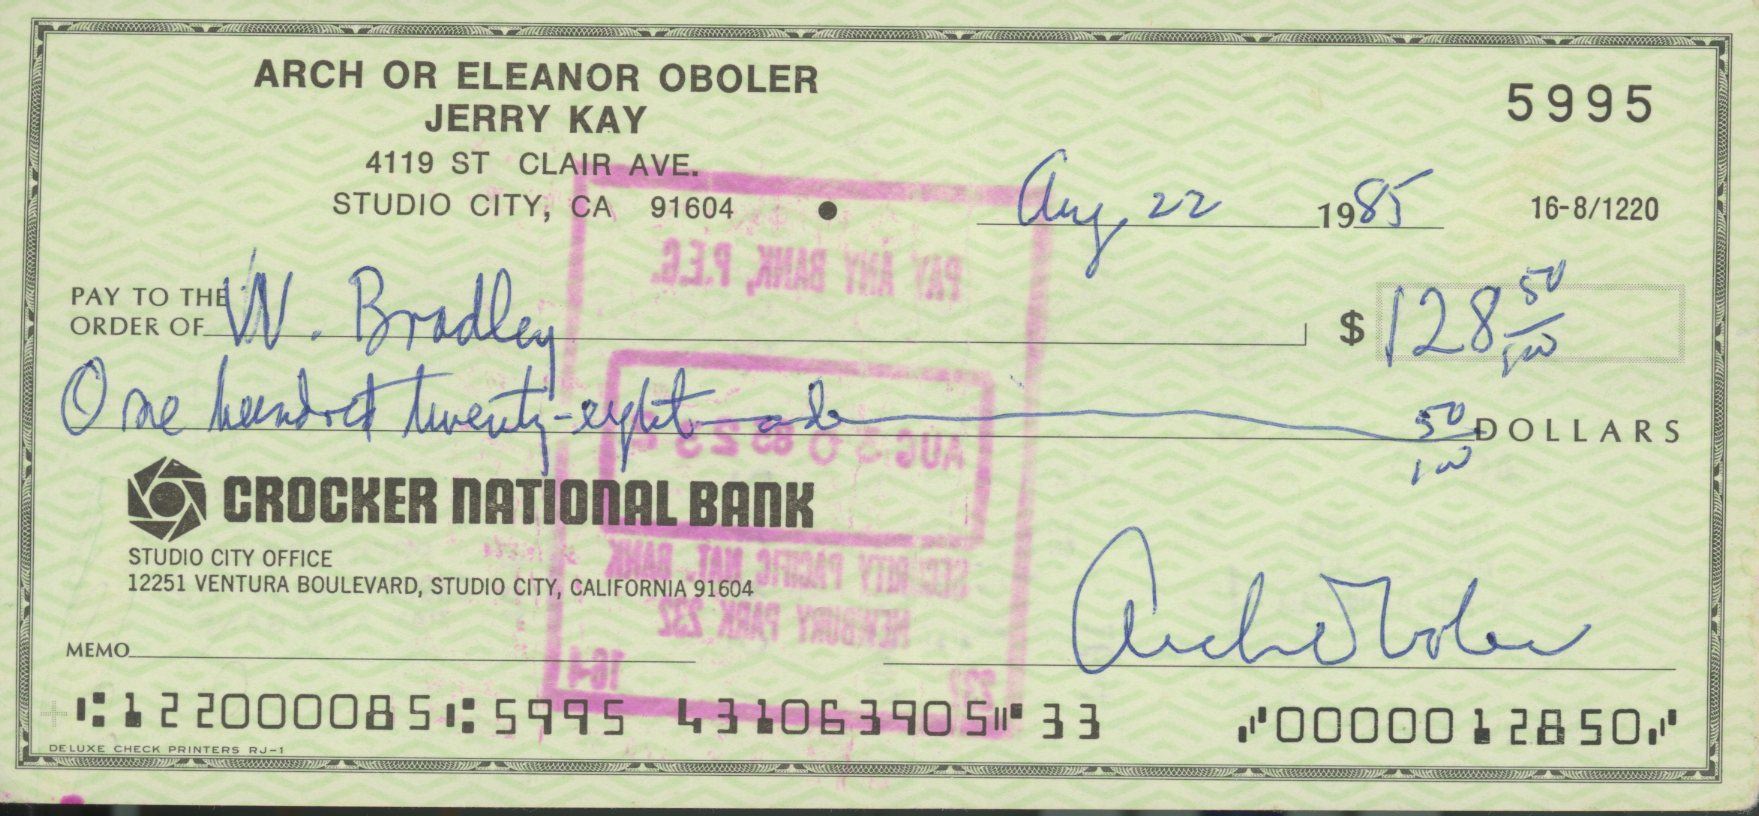 ARCH OR ELEANOR OBOLER
JERRY KAY
4119 ST CLAIR AVE.
STUDIO CITY, CA 91604
5995
Aug, 22 1985
16-8/1220
PAY TO THE
ORDER OF W. Bradley
$ 128 50/100
One hundred twenty-eight and 50/100 DOLLARS
CROCKER NATIONAL BANK
STUDIO CITY OFFICE
12251 VENTURA BOULEVARD, STUDIO CITY, CALIFORNIA 91604
MEMO
Arch Oboler
⑆122000085⑆5995 431063905⑈33 ⑇0000012850⑇
DELUXE CHECK PRINTERS RJ-1
PAY ANY BANK, P.E.G.
AUG 30 85 23
SECURITY PACIFIC NAT. BANK
NEWBURY PARK 232
164 232